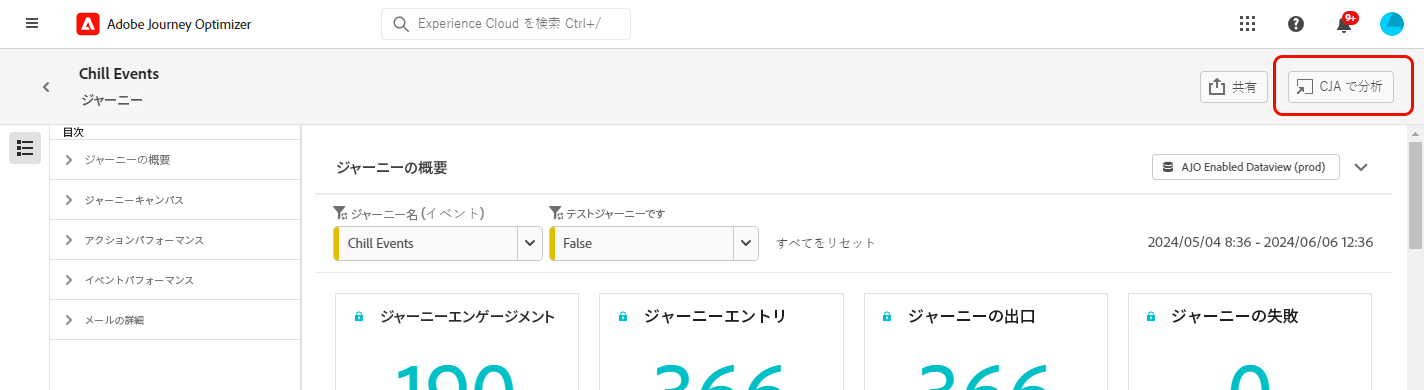 Adobe Journey Optimizer
Experience Cloud を検索 Ctrl+/
9+
Chill Events
ジャーニー
共有
CJA で分析
目次
ジャーニーの概要
ジャーニーキャンパス
アクションパフォーマンス
イベントパフォーマンス
メールの詳細
ジャーニーの概要
AJO Enabled Dataview (prod)
ジャーニー名 (イベント)
テストジャーニーです
Chill Events
False
すべてをリセット
2024/05/04 8:36 - 2024/06/06 12:36
ジャーニーエンゲージメント
ジャーニーエントリ
ジャーニーの出口
ジャーニーの失敗
190
366
366
0